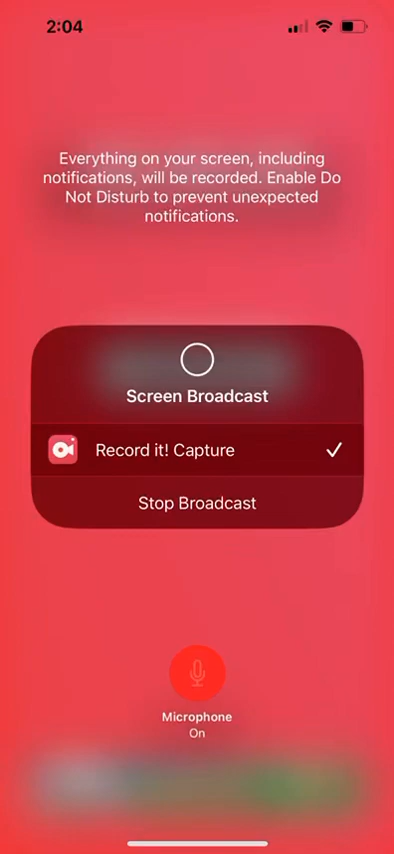 2:04
Everything on your screen, including
notifications, will be recorded. Enable Do
Not Disturb to prevent unexpected
notifications.
Screen Broadcast
Record it! Capture
Stop Broadcast
Microphone
On